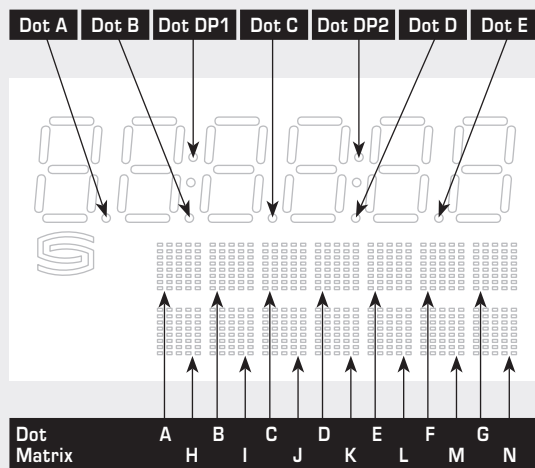 Dot A Dot B Dot DP1 Dot C Dot DP2 Dot D Dot E
Dot A B C D E F G
Matrix H I J K L M N